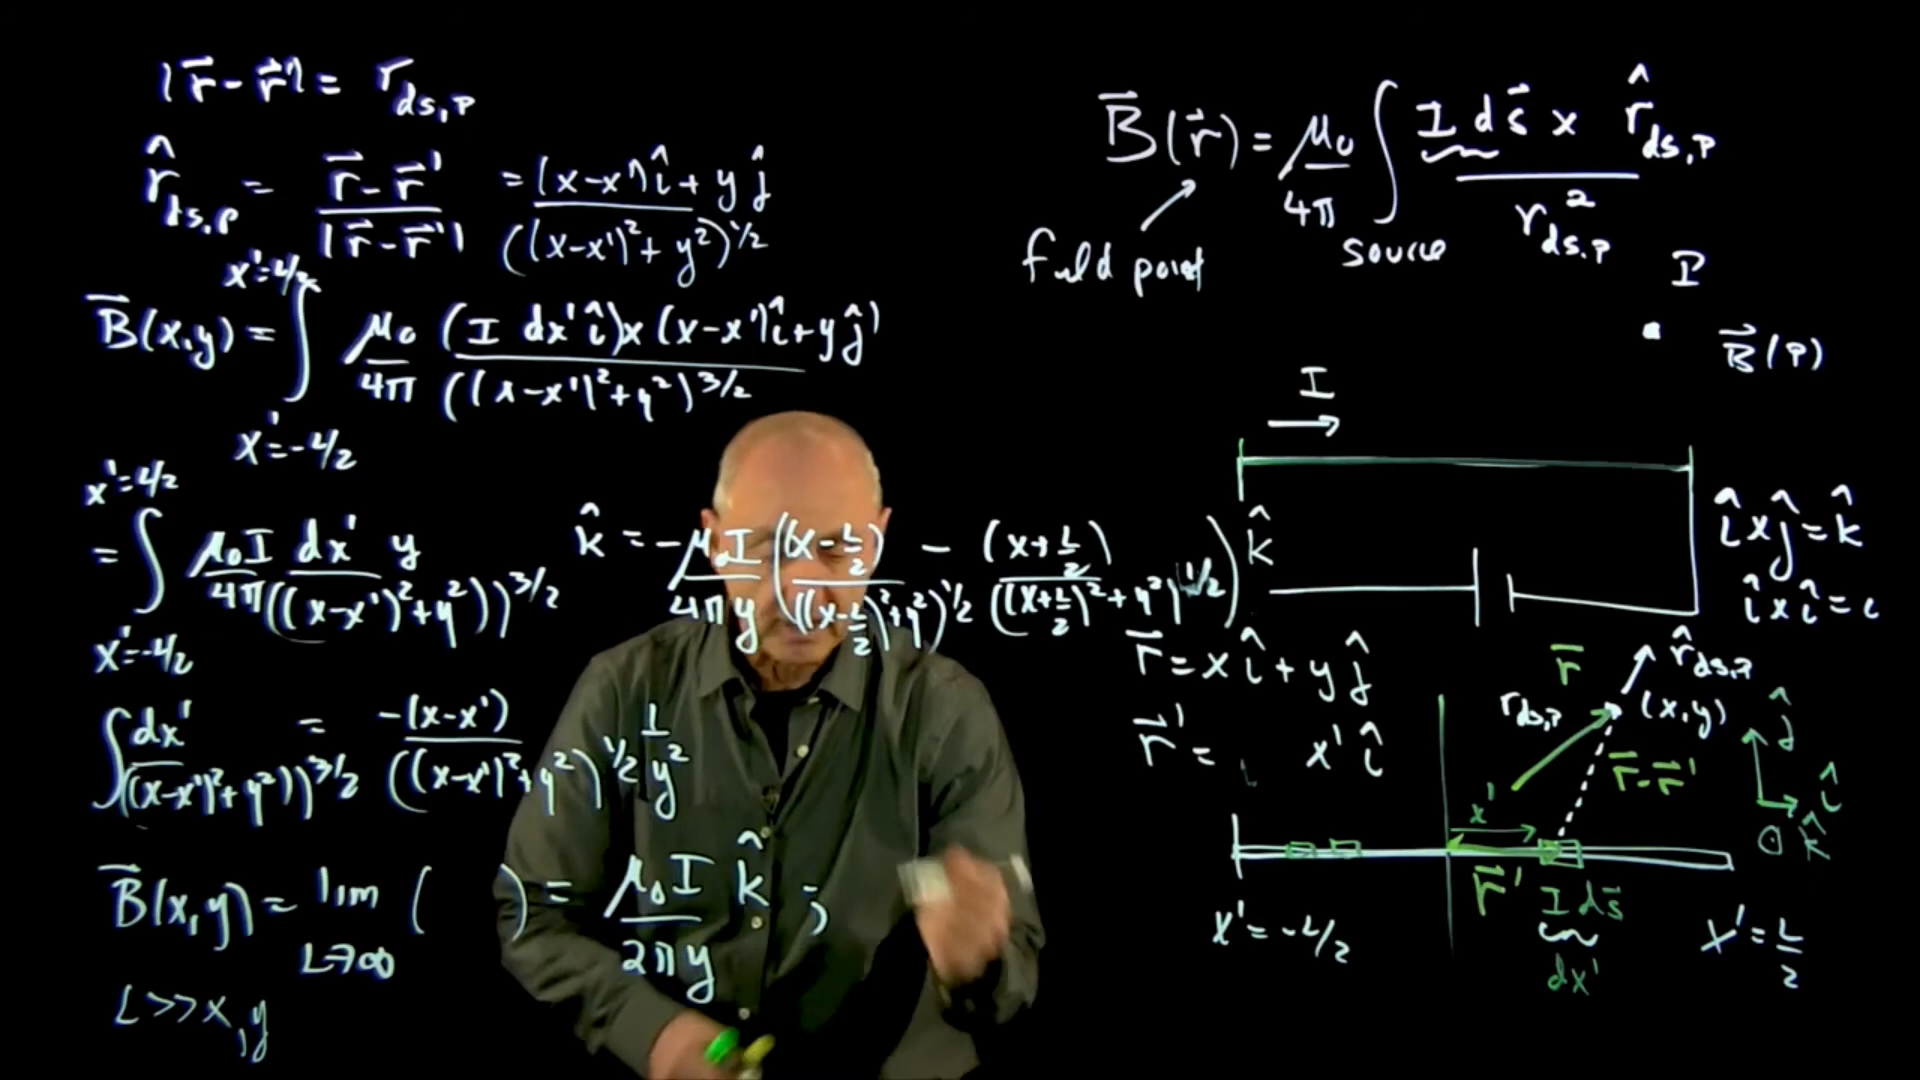 |r⃗ - r⃗'| = r_ds,P
r̂_ds,P = (r⃗ - r⃗')/|r⃗ - r⃗'| = ((x-x')î + y ĵ)/((x-x')² + y²)^1/2
x'=L/2
B⃗(x,y) = ∫ μ₀/4π (I dx' î) x (x-x')î + y ĵ)/((x-x')² + y²)^3/2
x'=-L/2
x'=L/2
= ∫ μ₀I/4π dx' y/((x-x')² + y²))^3/2 k̂ = -μ₀I/4πy ((x-L/2)/((x-L/2)² + y²)^1/2 - (x+L/2)/((x+L/2)² + y²)^1/2) k̂
x'=-L/2
∫ dx'/((x-x')² + y²))^3/2 = -(x-x')/((x-x')² + y²)^1/2 1/y²
B⃗(x,y) = lim ( ) = μ₀I/2πy k̂ ;
L→∞
L>>x,y
B⃗(r⃗) = μ₀/4π ∫ I ds⃗ x r̂_ds,P / r²_ds,P
field point
source
P
B⃗(P)
I
î x ĵ = k̂
î x î = 0
r⃗ = x î + y ĵ
r⃗' = x' î
r⃗
r̂_ds,P
r_ds,P
(x,y)
r⃗-r⃗'
ĵ
î
k̂
x'
r⃗'
I ds⃗
dx'
x' = -L/2
x' = L/2